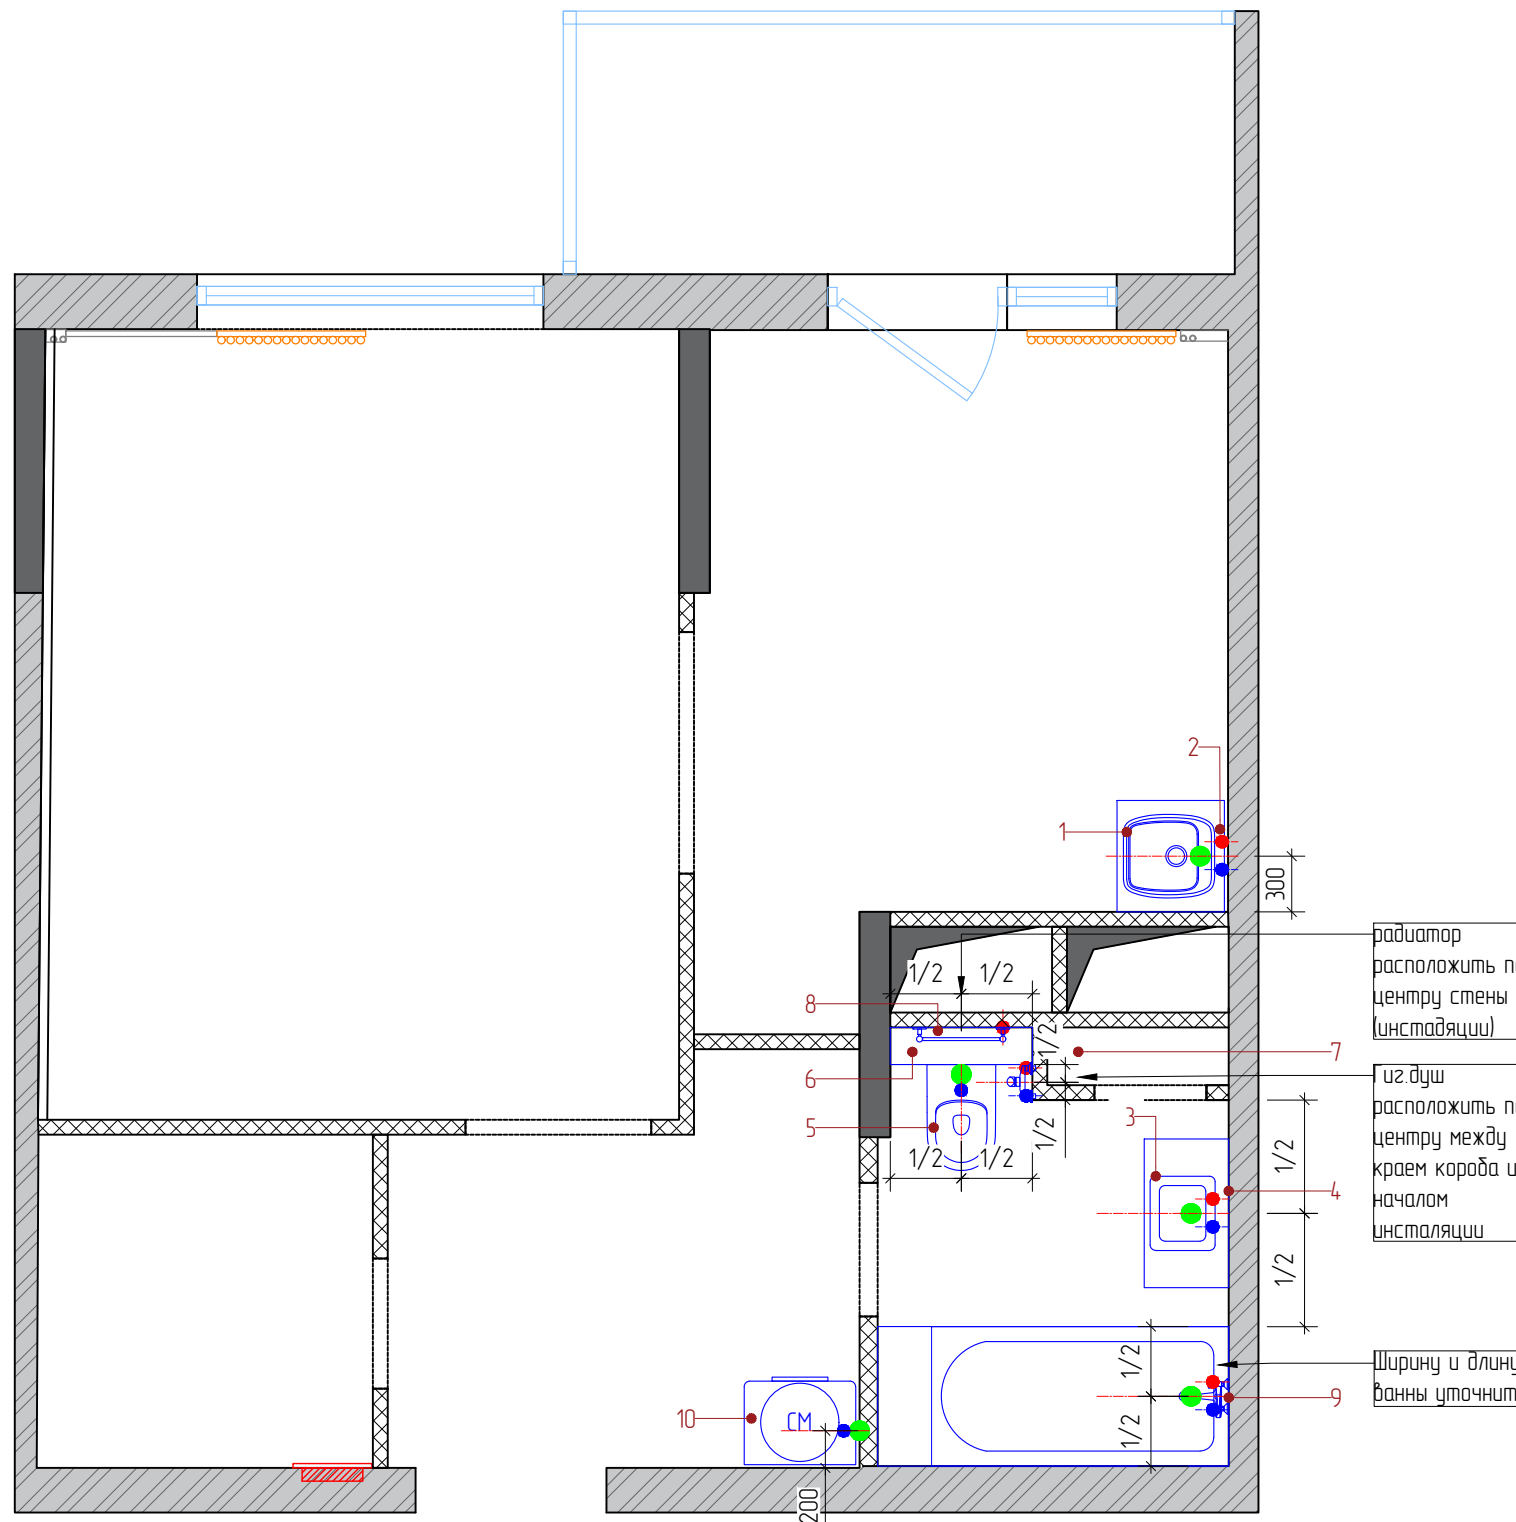 2
1
300
радиатор
расположить по
центру стены
(инстадяции)
1/2
1/2
8
1/2
7
6
гиг.душ
расположить по
центру между
краем короба и
началом
инсталяции
3
5
1/2
1/2
1/2
1/2
4
1/2
Ширину и длину
ванны уточнит
1/2
9
10
СМ
1/2
200